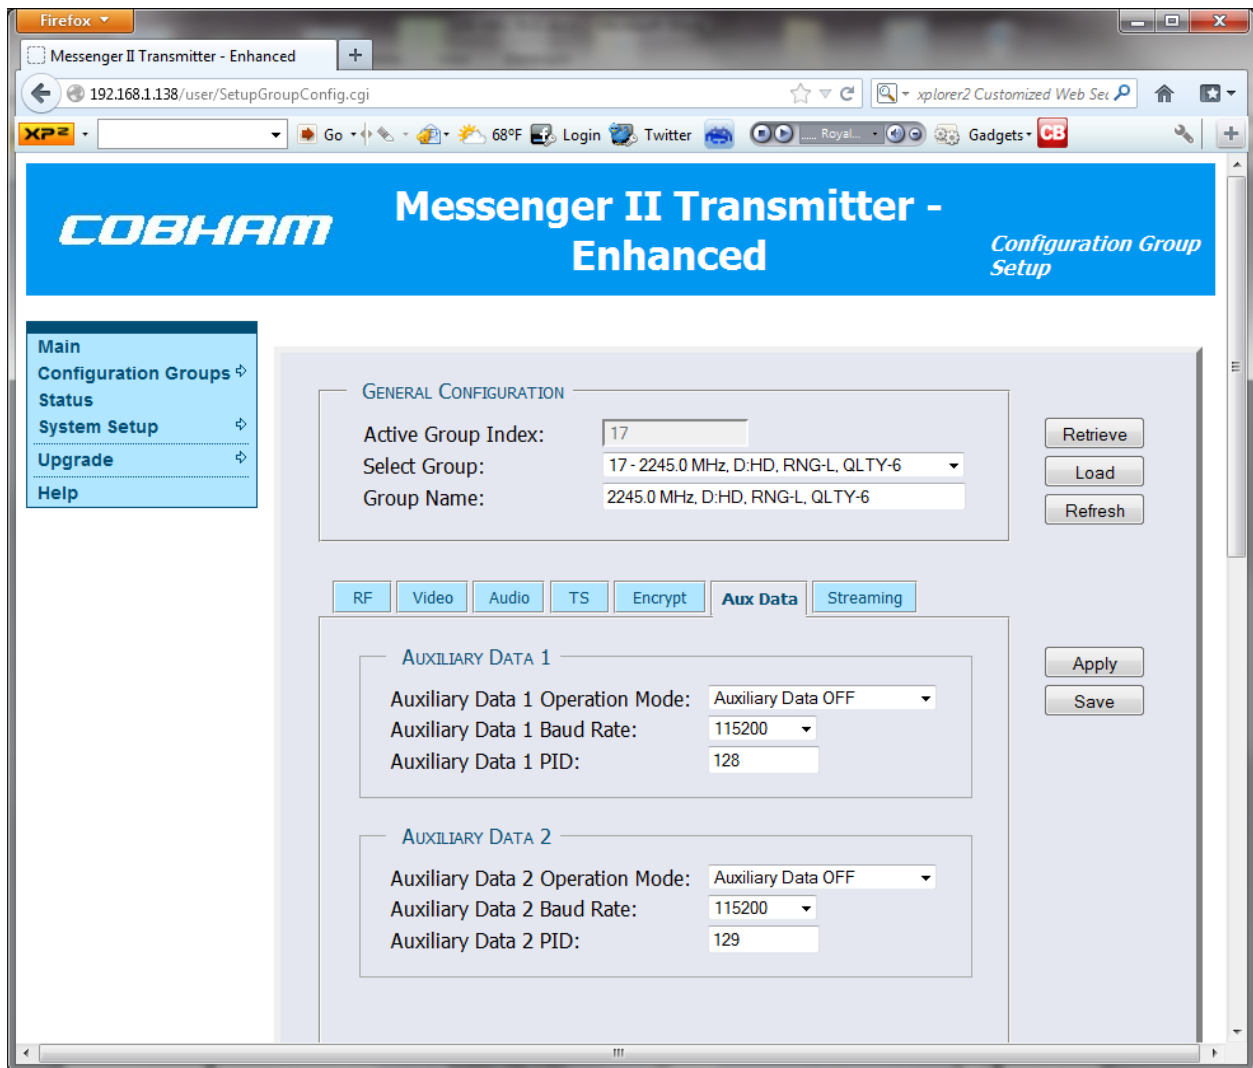 Firefox
Messenger II Transmitter - Enhanced
192.168.1.138/user/SetupGroupConfig.cgi
xplorer2 Customized Web Sec
XP2
Go
68°F
Login
Twitter
..... Royal...
Gadgets
CB
COBHAM
Messenger II Transmitter -
Enhanced
Configuration Group
Setup
Main
Configuration Groups
Status
System Setup
Upgrade
Help
GENERAL CONFIGURATION
Active Group Index: 17
Select Group: 17 - 2245.0 MHz, D:HD, RNG-L, QLTY-6
Group Name: 2245.0 MHz, D:HD, RNG-L, QLTY-6
Retrieve
Load
Refresh
RF Video Audio TS Encrypt Aux Data Streaming
AUXILIARY DATA 1
Auxiliary Data 1 Operation Mode: Auxiliary Data OFF
Auxiliary Data 1 Baud Rate: 115200
Auxiliary Data 1 PID: 128
Apply
Save
AUXILIARY DATA 2
Auxiliary Data 2 Operation Mode: Auxiliary Data OFF
Auxiliary Data 2 Baud Rate: 115200
Auxiliary Data 2 PID: 129